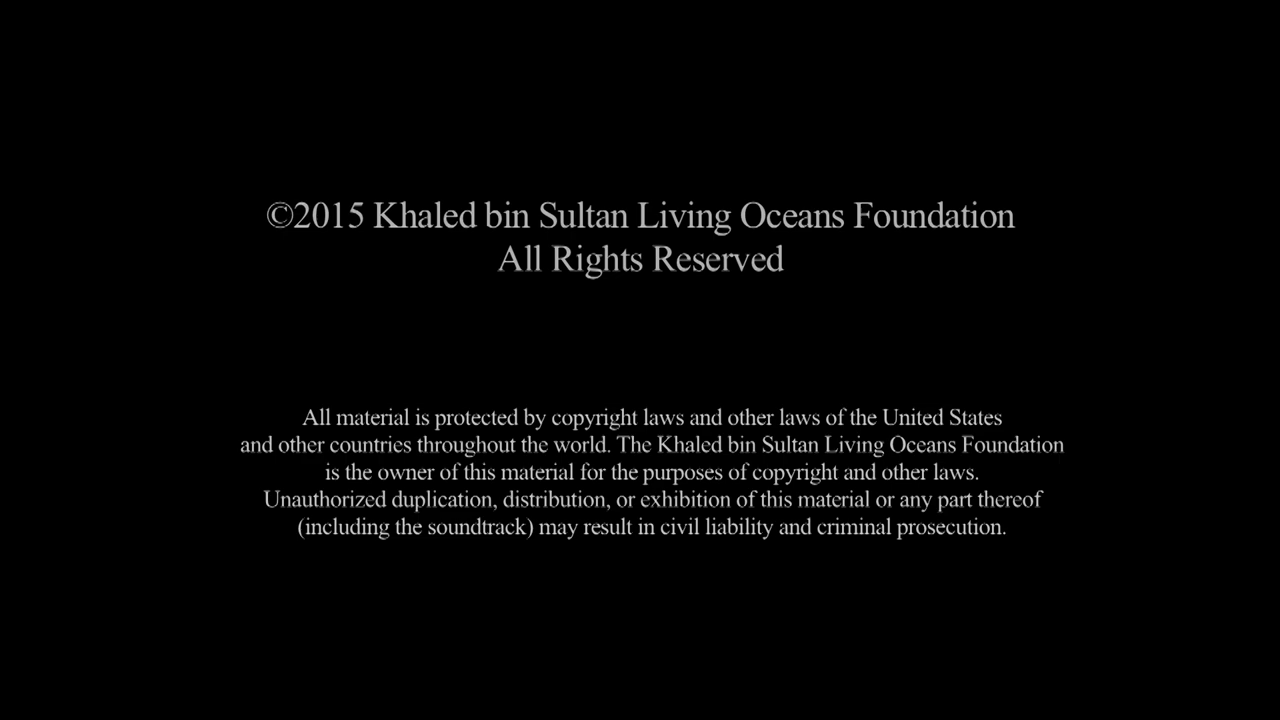 ©2015 Khaled bin Sultan Living Oceans Foundation
All Rights Reserved
All material is protected by copyright laws and other laws of the United States
and other countries throughout the world. The Khaled bin Sultan Living Oceans Foundation
is the owner of this material for the purposes of copyright and other laws.
Unauthorized duplication, distribution, or exhibition of this material or any part thereof
(including the soundtrack) may result in civil liability and criminal prosecution.